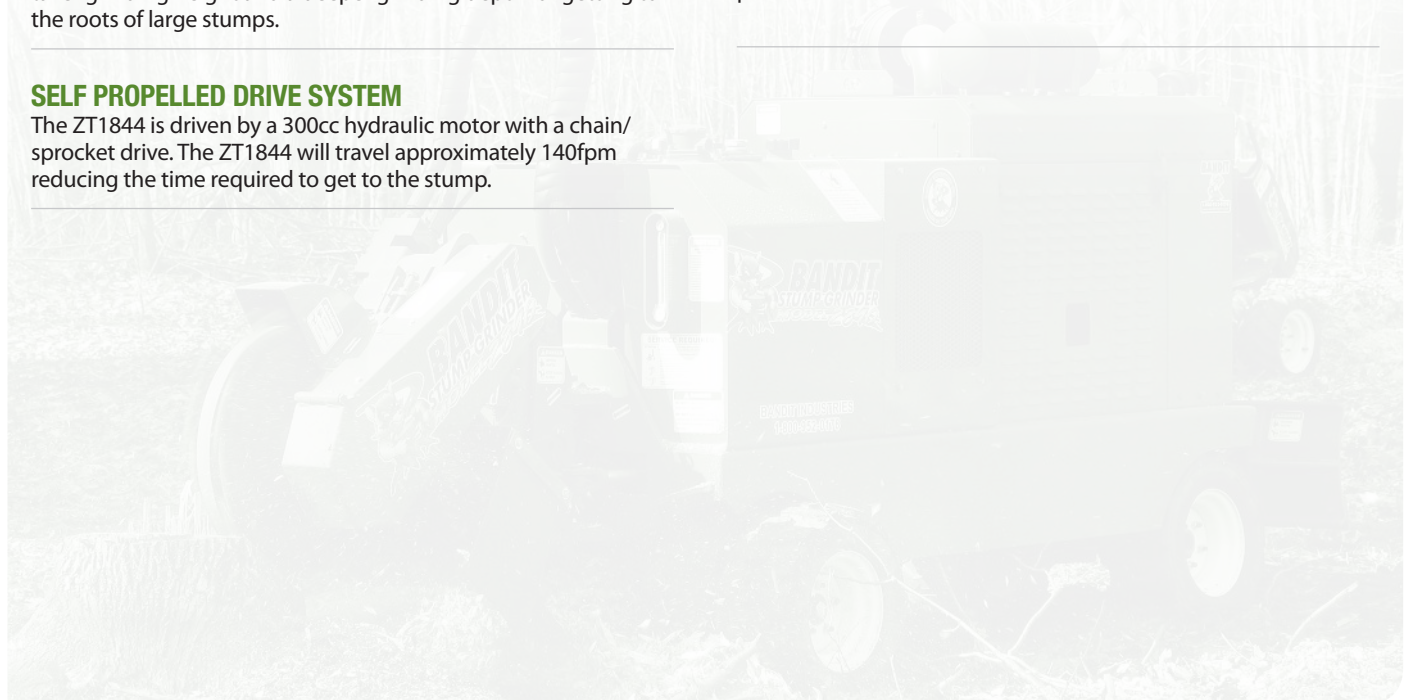 the roots of large stumps.
SELF PROPELLED DRIVE SYSTEM
The ZT1844 is driven by a 300cc hydraulic motor with a chain/
sprocket drive. The ZT1844 will travel approximately 140fpm
reducing the time required to get to the stump.
BANDIT
STUMP GRINDER
BANDIT
STUMP GRINDER
BANDIT INDUSTRIES